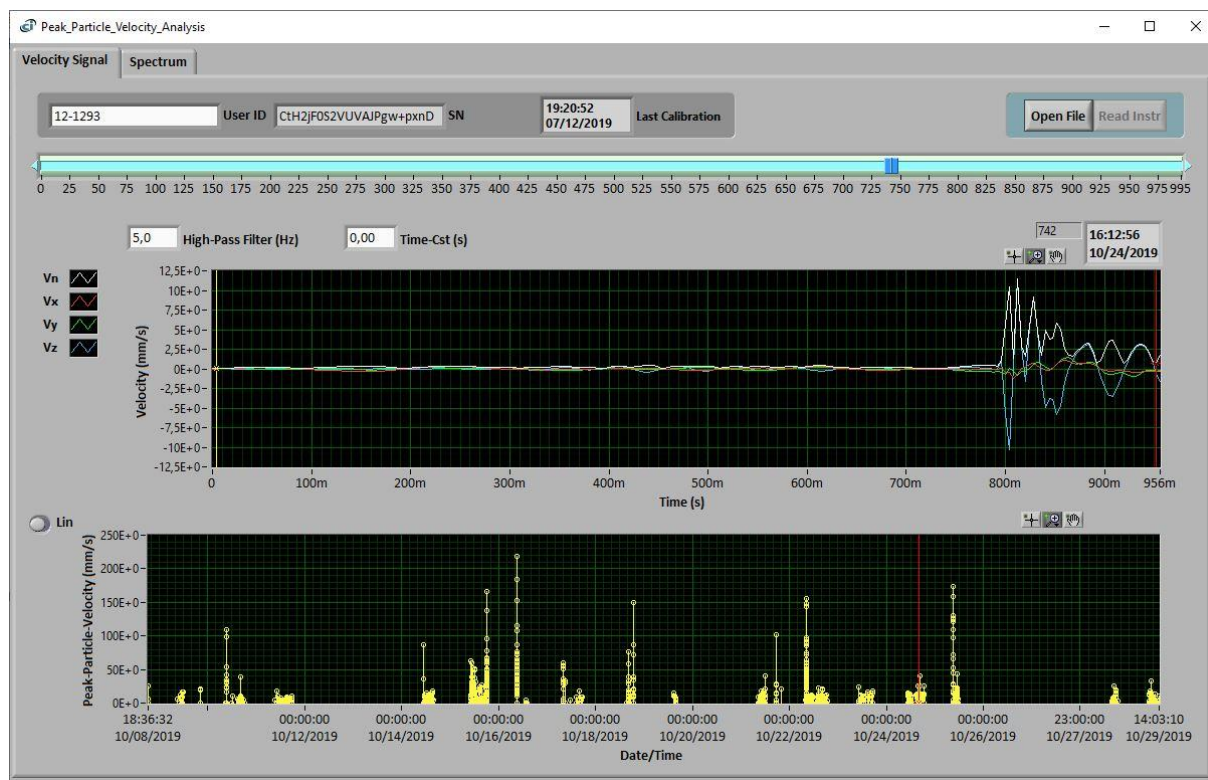 Peak_Particle_Velocity_Analysis
Velocity Signal Spectrum
12-1293 User ID CtH2jF0S2VUVAJPgw+pxnD SN 19:20:52 07/12/2019 Last Calibration Open File Read Instr
0 25 50 75 100 125 150 175 200 225 250 275 300 325 350 375 400 425 450 475 500 525 550 575 600 625 650 675 700 725 750 775 800 825 850 875 900 925 950 975 995
5,0 High-Pass Filter (Hz) 0,00 Time-Cst (s) 742 16:12:56
10/24/2019
Vn
Vx
Vy
Vz
Velocity (mm/s)
12,5E+0
10E+0
7,5E+0
5E+0
2,5E+0
0E+0
-2,5E+0
-5E+0
-7,5E+0
-10E+0
-12,5E+0
0 100m 200m 300m 400m 500m 600m 700m 800m 900m 956m
Time (s)
Lin
Peak-Particle-Velocity (mm/s)
250E+0
200E+0
150E+0
100E+0
50E+0
0E+0
18:36:32 00:00:00 00:00:00 00:00:00 00:00:00 00:00:00 00:00:00 00:00:00 00:00:00 23:00:00 14:03:10
10/08/2019 10/12/2019 10/14/2019 10/16/2019 10/18/2019 10/20/2019 10/22/2019 10/24/2019 10/26/2019 10/27/2019 10/29/2019
Date/Time